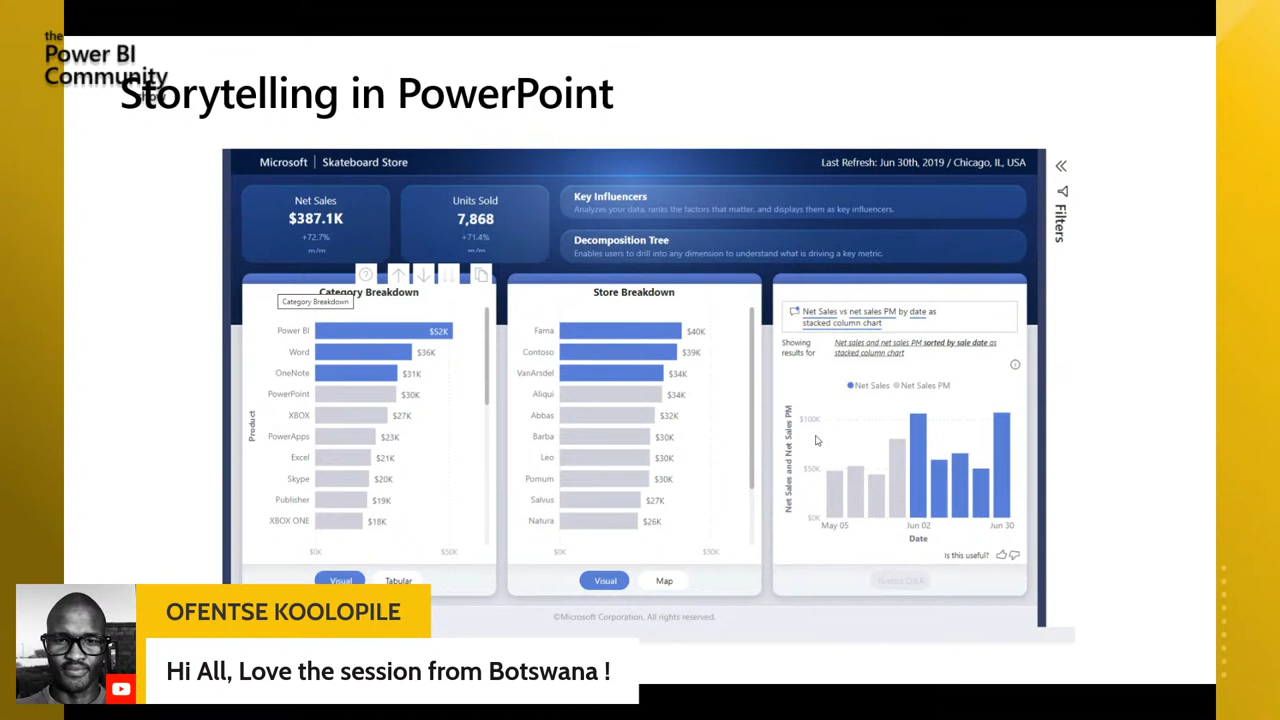 the
Power BI
Community
show
Storytelling in PowerPoint
Microsoft | Skateboard Store
Last Refresh: Jun 30th, 2019 / Chicago, IL, USA
Net Sales
$387.1K
+72.7%
m/m
Units Sold
7,868
+71.4%
m/m
Key Influencers
Analyzes your data, ranks the factors that matter, and displays them as key influencers.
Decomposition Tree
Enables users to drill into any dimension to understand what is driving a key metric.
Filters
Category Breakdown
Category Breakdown
Product
Power BI $52K
Word $36K
OneNote $31K
PowerPoint $30K
XBOX $27K
PowerApps $23K
Excel $21K
Skype $20K
Publisher $19K
XBOX ONE $18K
$0K $50K
Visual Tabular
Store Breakdown
Fama $40K
Contoso $39K
VanArsdel $34K
Aliqui $34K
Abbas $32K
Barba $30K
Leo $30K
Pomum $30K
Salvus $27K
Natura $26K
$0K $50K
Visual Map
Net Sales vs net sales PM by date as
stacked column chart
Showing
results for
Net sales and net sales PM sorted by sale date as
stacked column chart
Net Sales Net Sales PM
Net Sales and Net Sales PM
$100K
$50K
$0K
May 05 Jun 02 Jun 30
Date
Is this useful?
©Microsoft Corporation. All rights reserved.
OFENTSE KOOLOPILE
Hi All, Love the session from Botswana !